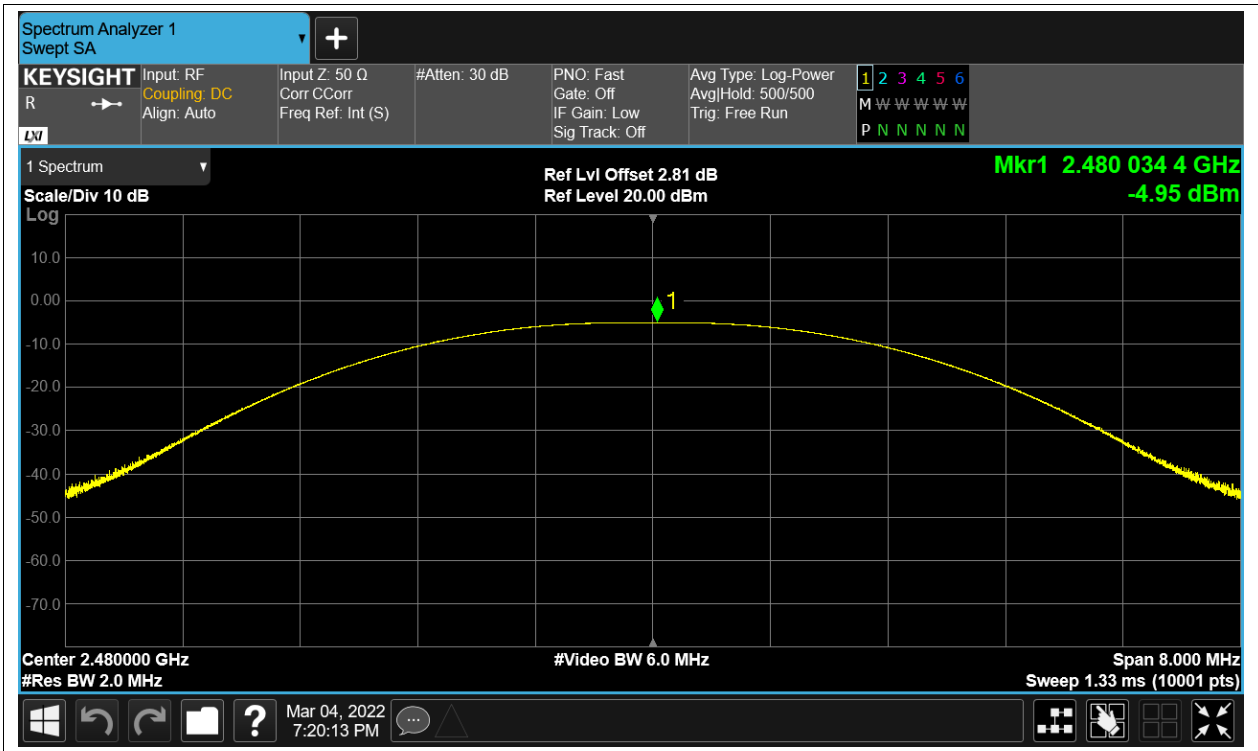 Spectrum Analyzer 1
Swept SA
KEYSIGHT
R
LXI
Input: RF
Coupling: DC
Align: Auto
Input Z: 50 Ω
Corr CCorr
Freq Ref: Int (S)
#Atten: 30 dB
PNO: Fast
Gate: Off
IF Gain: Low
Sig Track: Off
Avg Type: Log-Power
Avg|Hold: 500/500
Trig: Free Run
1 2 3 4 5 6
M W W W W W W
P N N N N N N
1 Spectrum
Scale/Div 10 dB
Log
Ref Lvl Offset 2.81 dB
Ref Level 20.00 dBm
Mkr1 2.480 034 4 GHz
-4.95 dBm
10.0
0.00
-10.0
-20.0
-30.0
-40.0
-50.0
-60.0
-70.0
1
Center 2.480000 GHz
#Res BW 2.0 MHz
#Video BW 6.0 MHz
Span 8.000 MHz
Sweep 1.33 ms (10001 pts)
?
Mar 04, 2022
7:20:13 PM